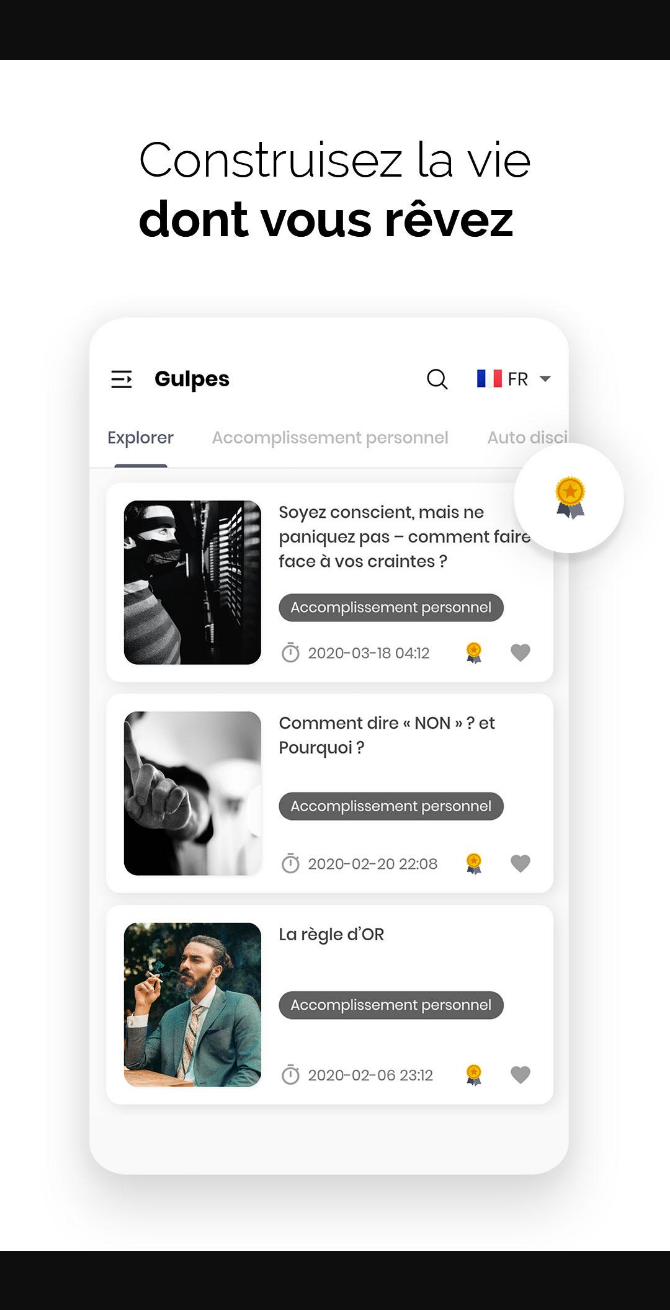 Construisez la vie
dont vous rêvez
Gulpes
FR
Explorer Accomplissement personnel Auto disci
Soyez conscient, mais ne
paniquez pas – comment faire
face à vos craintes ?
Accomplissement personnel
2020-03-18 04:12
Comment dire « NON » ? et
Pourquoi ?
Accomplissement personnel
2020-02-20 22:08
La règle d'OR
Accomplissement personnel
2020-02-06 23:12